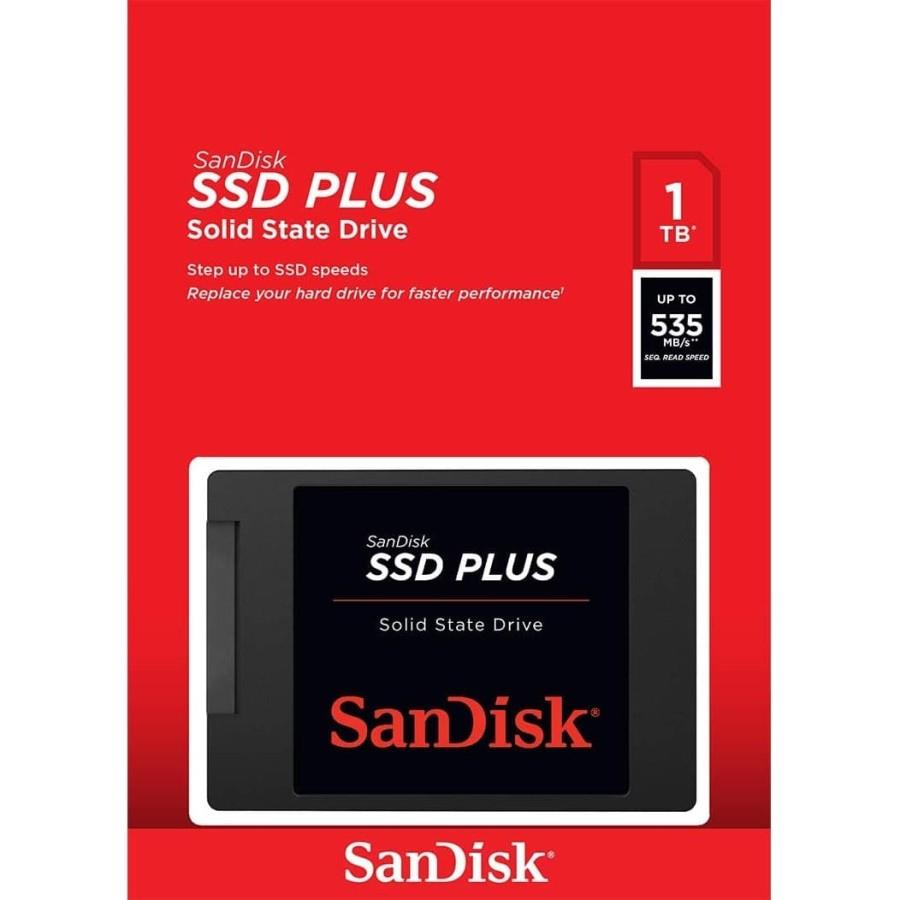 SanDisk
SSD PLUS
Solid State Drive
Step up to SSD speeds
Replace your hard drive for faster performance¹
1
TB*
UP TO
535
MB/s**
SEQ. READ SPEED
SanDisk
SSD PLUS
Solid State Drive
SanDisk®
SanDisk®